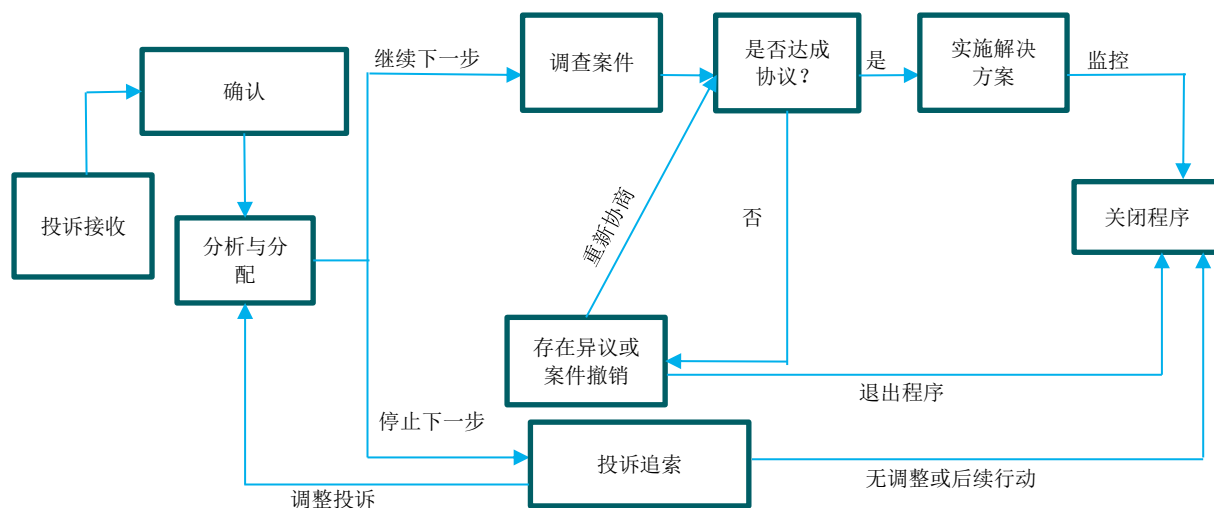 投诉接收
确认
分析与分
配
继续下一步
调查案件
是否达成
协议？
是
实施解决
方案
监控
关闭程序
否
重新协商
存在异议或
案件撤销
退出程序
停止下一步
投诉追索
调整投诉
无调整或后续行动